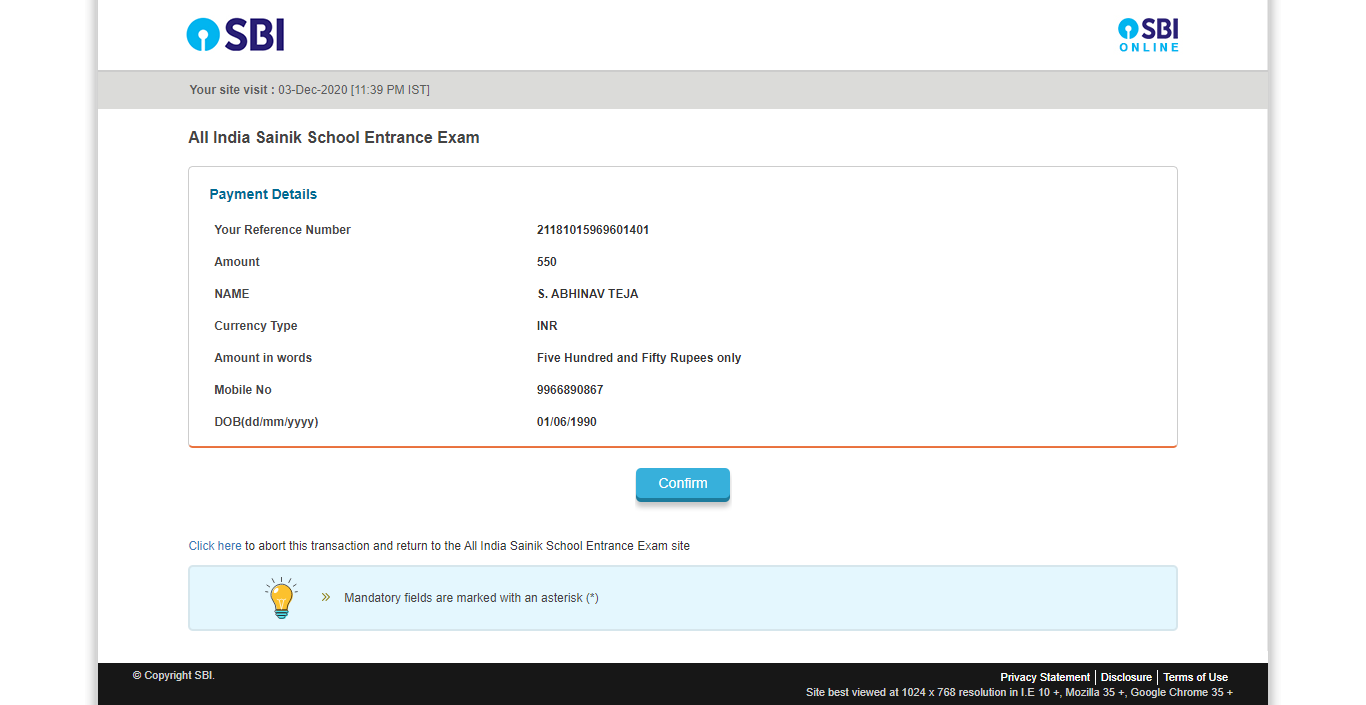 SBI
SBI
ONLINE
Your site visit : 03-Dec-2020 [11:39 PM IST]
All India Sainik School Entrance Exam
Payment Details
Your Reference Number 21181015969601401
Amount 550
NAME S. ABHINAV TEJA
Currency Type INR
Amount in words Five Hundred and Fifty Rupees only
Mobile No 9966890867
DOB(dd/mm/yyyy) 01/06/1990
Confirm
Click here to abort this transaction and return to the All India Sainik School Entrance Exam site
» Mandatory fields are marked with an asterisk (*)
© Copyright SBI.
Privacy Statement | Disclosure | Terms of Use
Site best viewed at 1024 x 768 resolution in I.E 10 +, Mozilla 35 +, Google Chrome 35 +